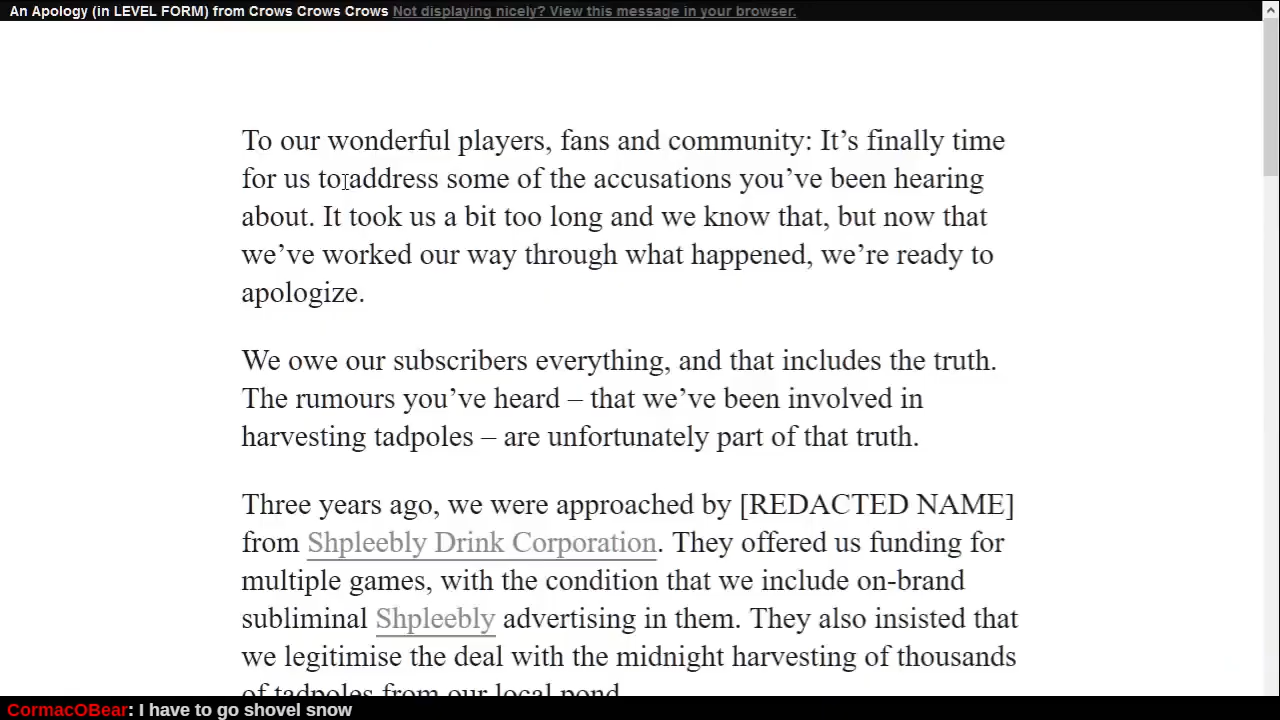 An Apology (in LEVEL FORM) from Crows Crows Crows Not displaying nicely? View this message in your browser.
To our wonderful players, fans and community: It’s finally time
for us to address some of the accusations you’ve been hearing
about. It took us a bit too long and we know that, but now that
we’ve worked our way through what happened, we’re ready to
apologize.
We owe our subscribers everything, and that includes the truth.
The rumours you’ve heard – that we’ve been involved in
harvesting tadpoles – are unfortunately part of that truth.
Three years ago, we were approached by [REDACTED NAME]
from Shpleebly Drink Corporation. They offered us funding for
multiple games, with the condition that we include on-brand
subliminal Shpleebly advertising in them. They also insisted that
we legitimise the deal with the midnight harvesting of thousands
of tadpoles from our local pond.
CormacOBear: I have to go shovel snow